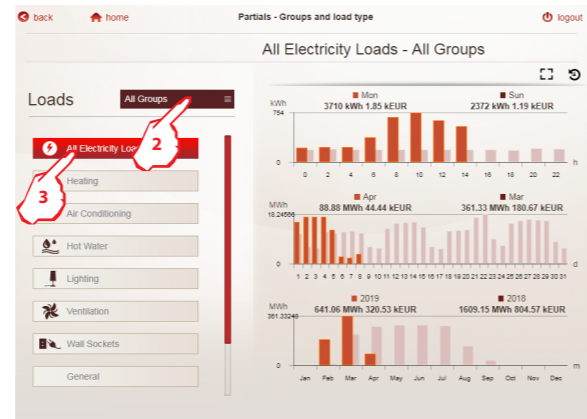 back home Partials - Groups and load type logout
All Electricity Loads - All Groups
Loads All Groups
2
All Electricity Loa
3
Heating
Air Conditioning
Hot Water
Lighting
Ventilation
Wall Sockets
General
Mon Sun
kWh 3710 kWh 1.85 kEUR 2372 kWh 1.19 kEUR
754
0
0 2 4 6 8 10 12 14 16 18 20 22 h
Apr Mar
MWh 88.88 MWh 44.44 kEUR 361.33 MWh 180.67 kEUR
18.24566
0
1 2 3 4 5 6 7 8 9 10 11 12 13 14 15 16 17 18 19 20 21 22 23 24 25 26 27 28 29 30 31 d
2019 2018
MWh 641.06 MWh 320.53 kEUR 1609.15 MWh 804.57 kEUR
361.33248
0
Jan Feb Mar Apr May Jun Jul Aug Sep Oct Nov Dec m